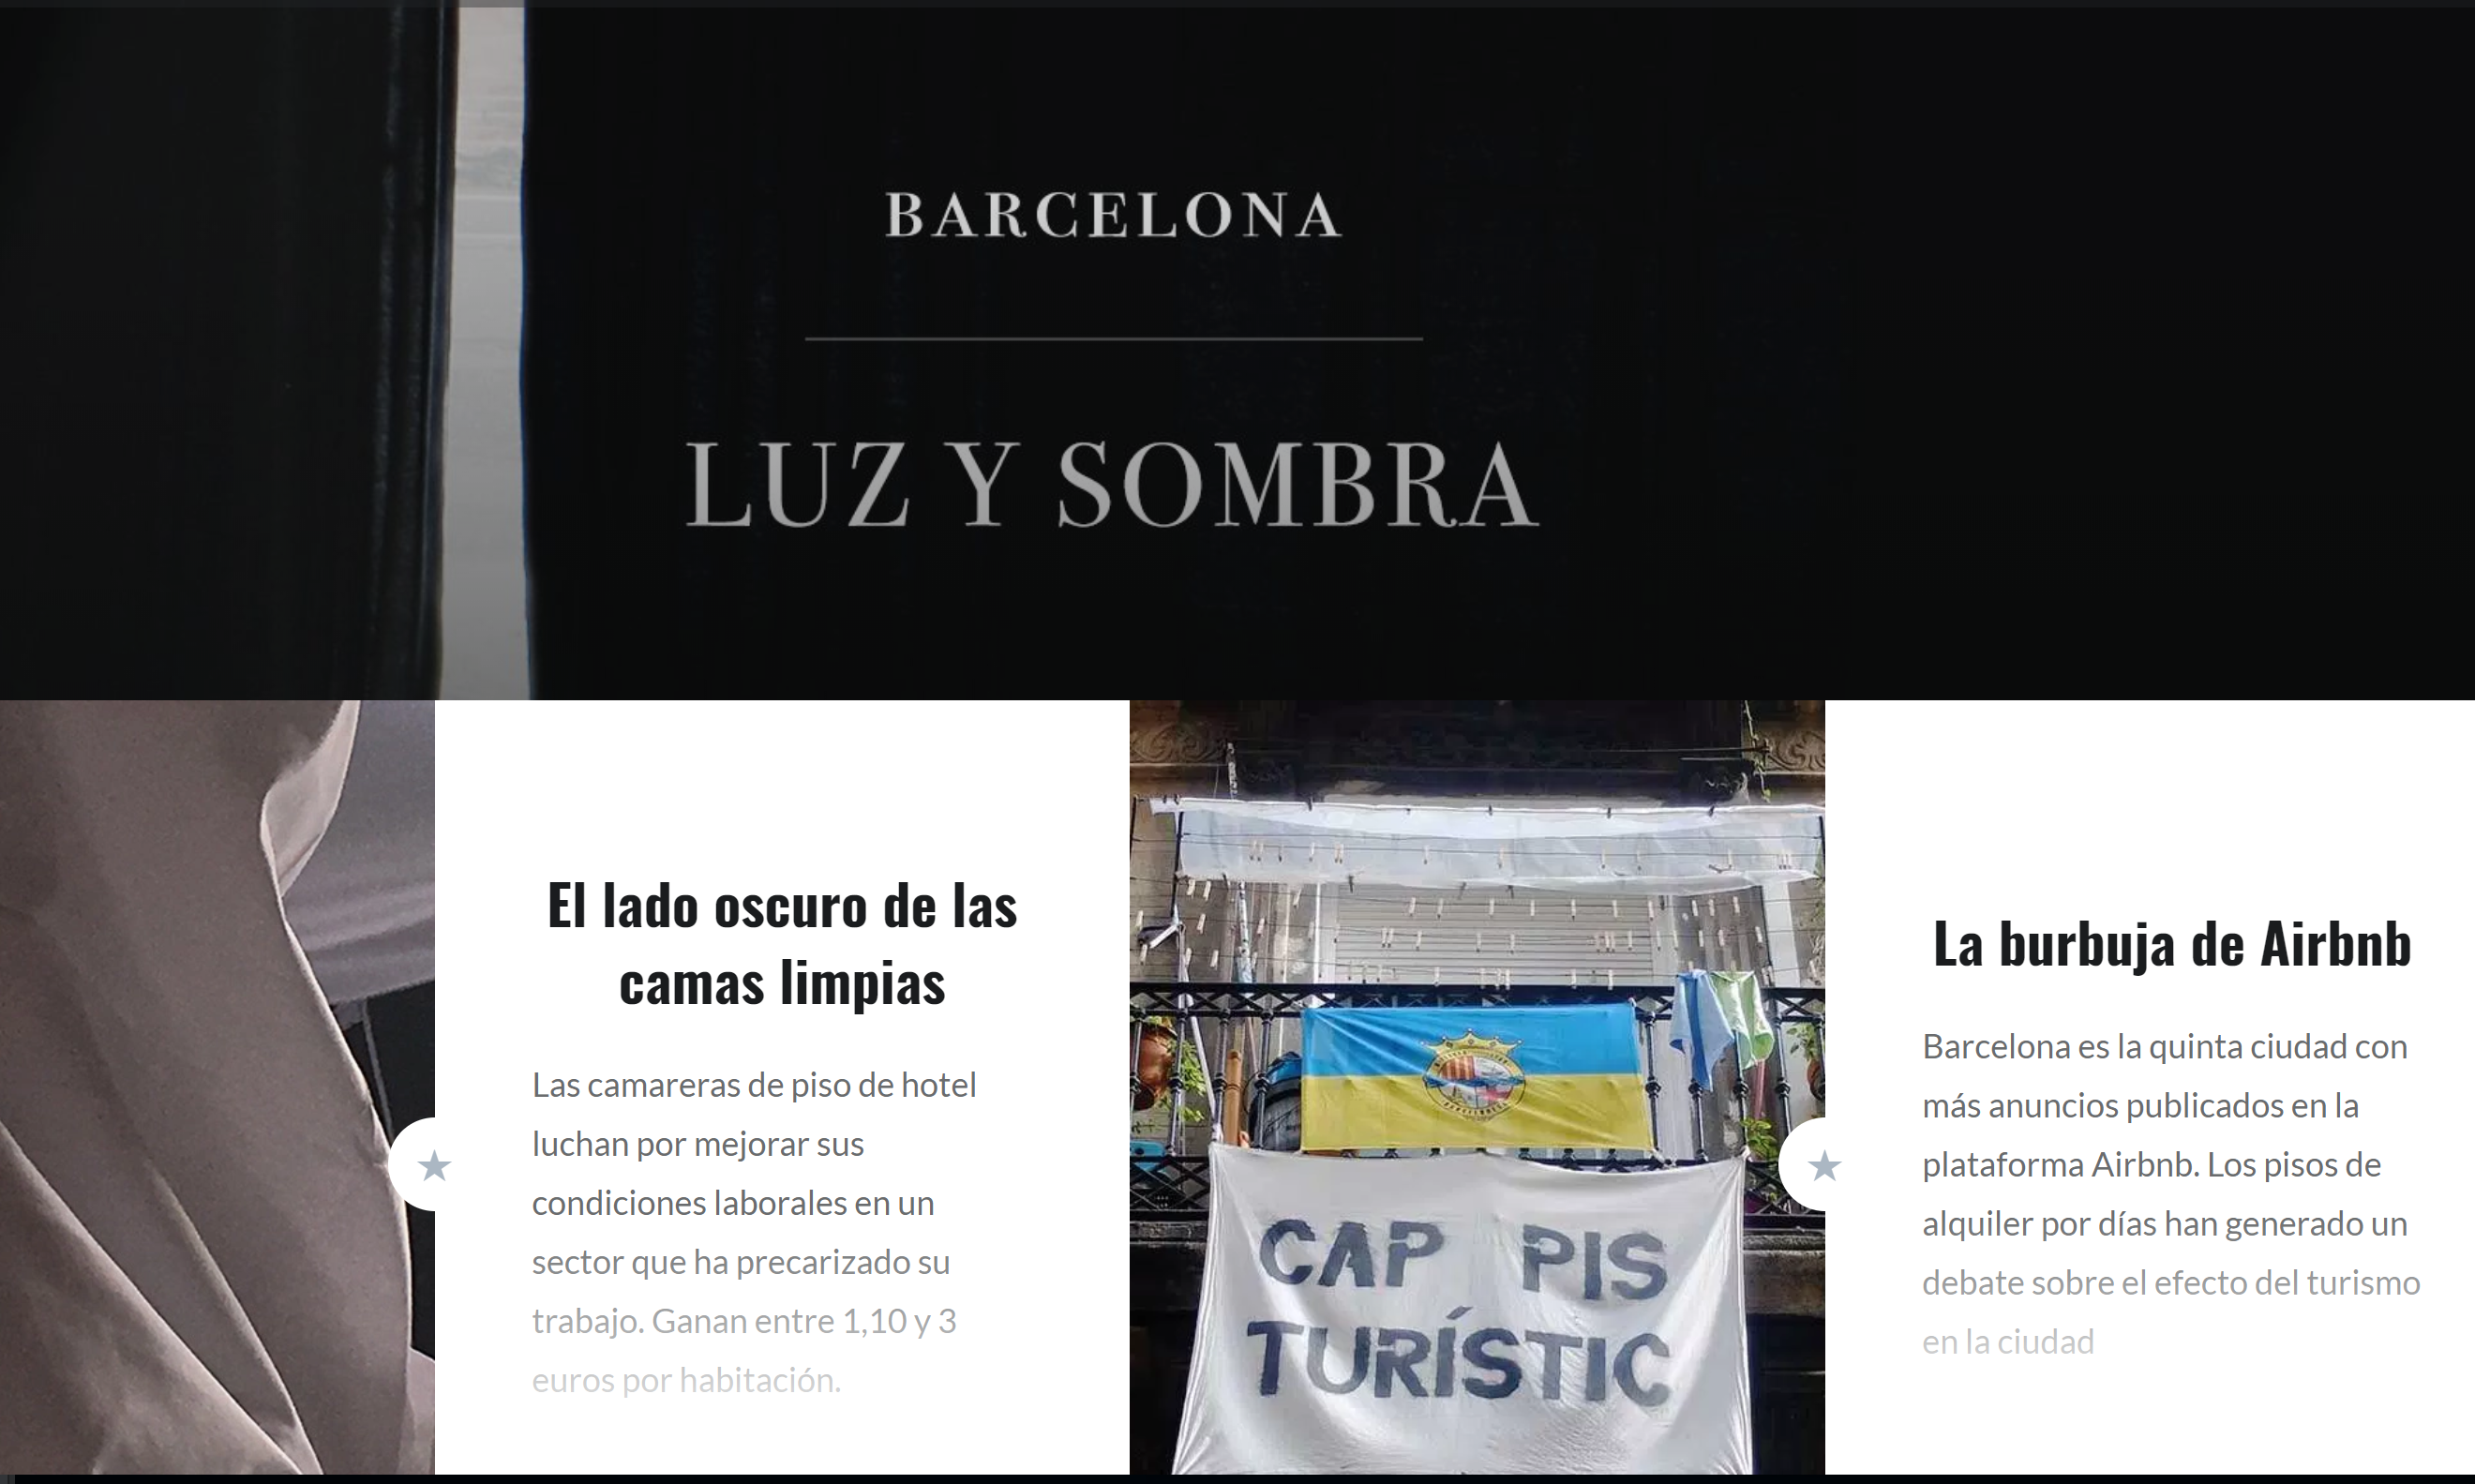 BARCELONA
LUZ Y SOMBRA
El lado oscuro de las
camas limpias
Las camareras de piso de hotel
luchan por mejorar sus
condiciones laborales en un
sector que ha precarizado su
trabajo. Ganan entre 1,10 y 3
euros por habitación.
CAP PIS
TURÍSTIC
La burbuja de Airbnb
Barcelona es la quinta ciudad con
más anuncios publicados en la
plataforma Airbnb. Los pisos de
alquiler por días han generado un
debate sobre el efecto del turismo
en la ciudad